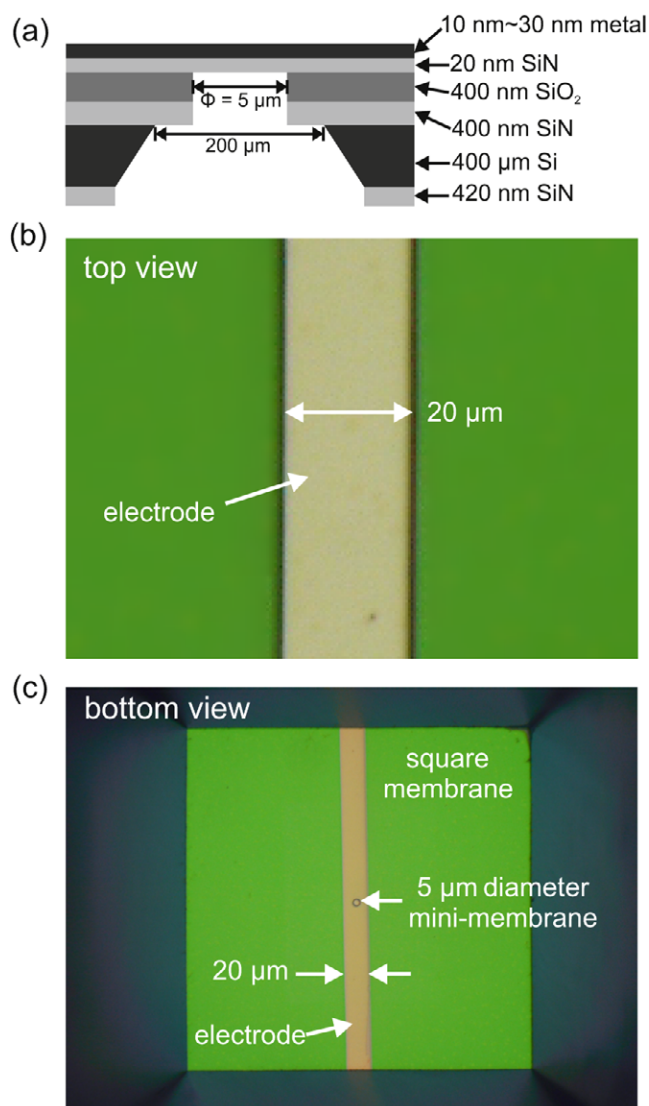 (a)
10 nm~30 nm metal
20 nm SiN
Φ = 5 μm
400 nm SiO₂
400 nm SiN
200 μm
400 μm Si
420 nm SiN
(b)
top view
20 μm
electrode
(c)
bottom view
square
membrane
5 μm diameter
mini-membrane
20 μm
electrode